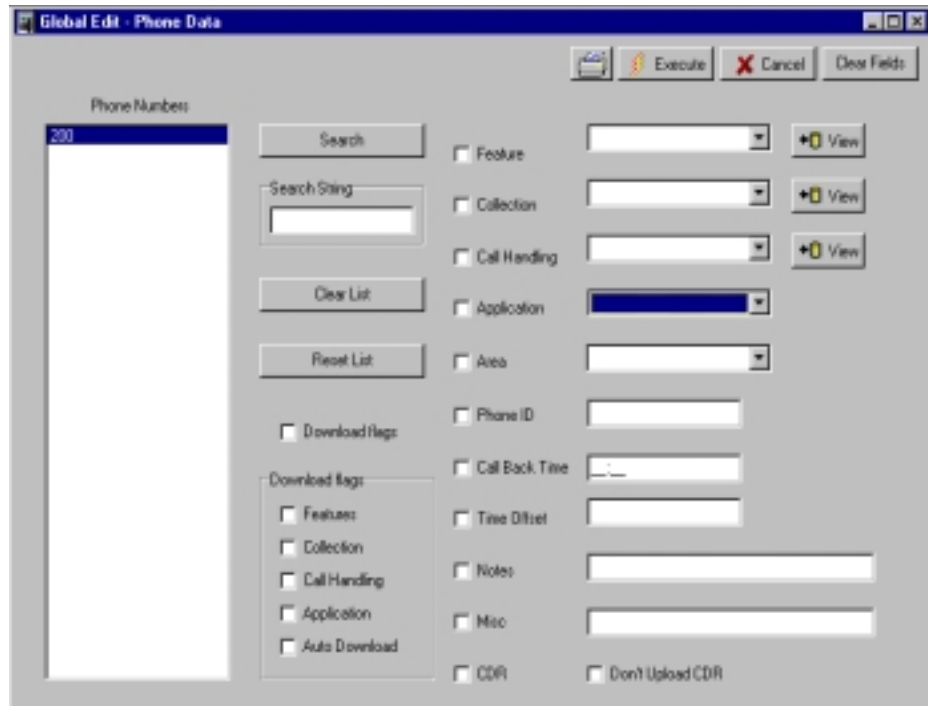 Global Edit - Phone Data
Execute
Cancel
Clear Fields
Phone Numbers
200
Search
Search String
Clear List
Reset List
Download flags
Download flags
Features
Collection
Call Handling
Application
Auto Download
Feature
View
Collection
View
Call Handling
View
Application
Area
Phone ID
Call Back Time
__:__
Time Offset
Notes
Misc
CDR
Don't Upload CDR